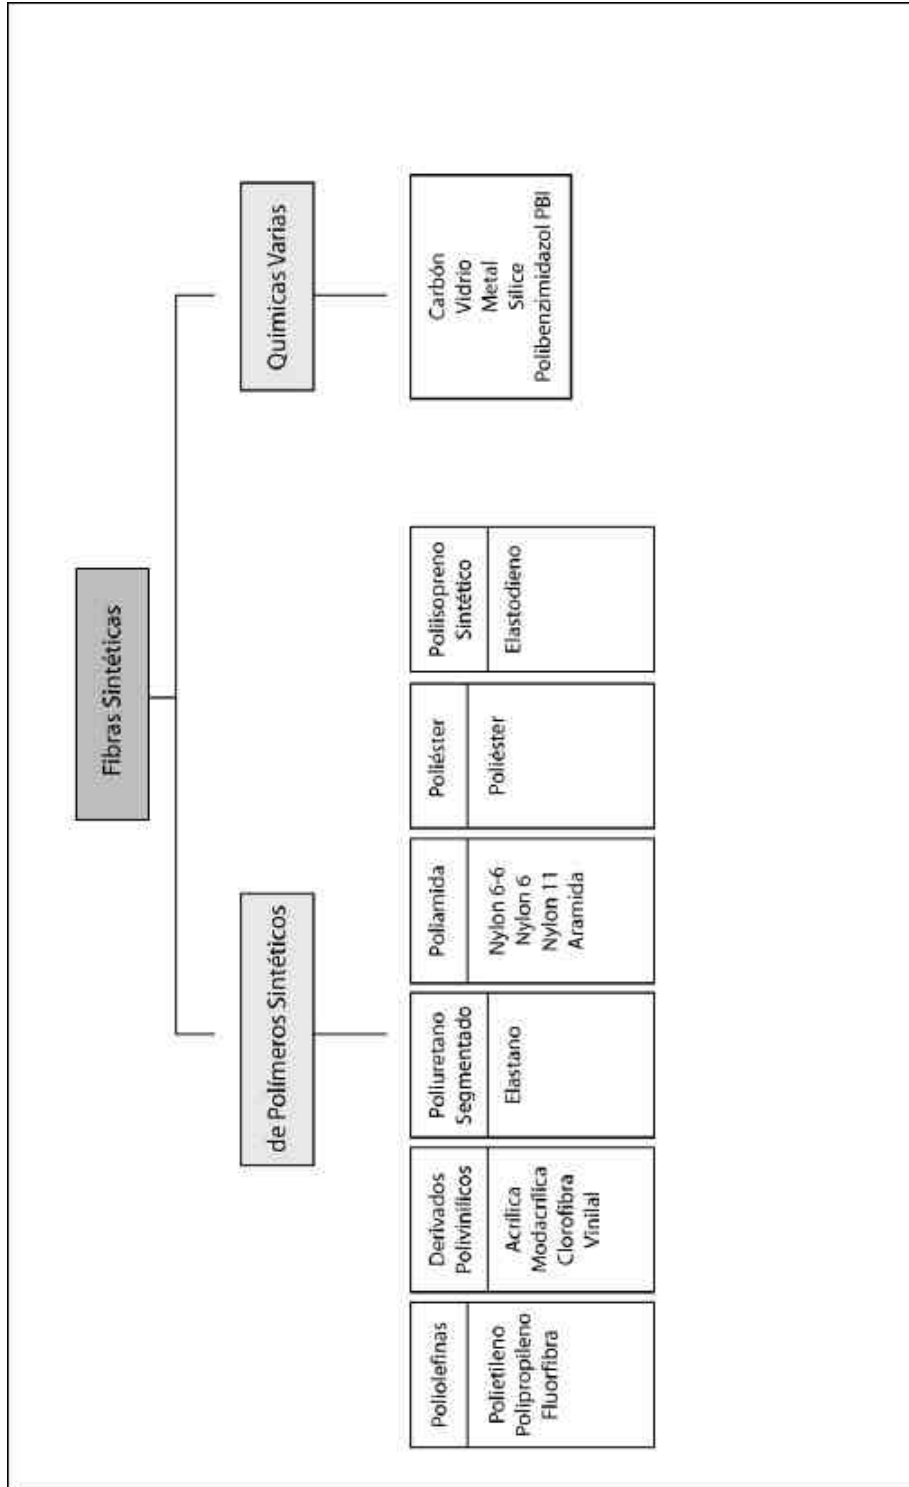 Fibras Sintéticas
de Polímeros Sintéticos
Químicas Varias
Poliolefinas
Polietileno
Polipropileno
Fluorfibra
Derivados
Polivinílicos
Acrílica
Modacrílica
Clorofibra
Vinilal
Poliuretano
Segmentado
Elastano
Poliamida
Nylon 6-6
Nylon 6
Nylon 11
Aramida
Poliéster
Poliéster
Poliisopreno
Sintético
Elastodieno
Carbón
Vidrio
Metal
Sílice
Polibenzimidazol PBI